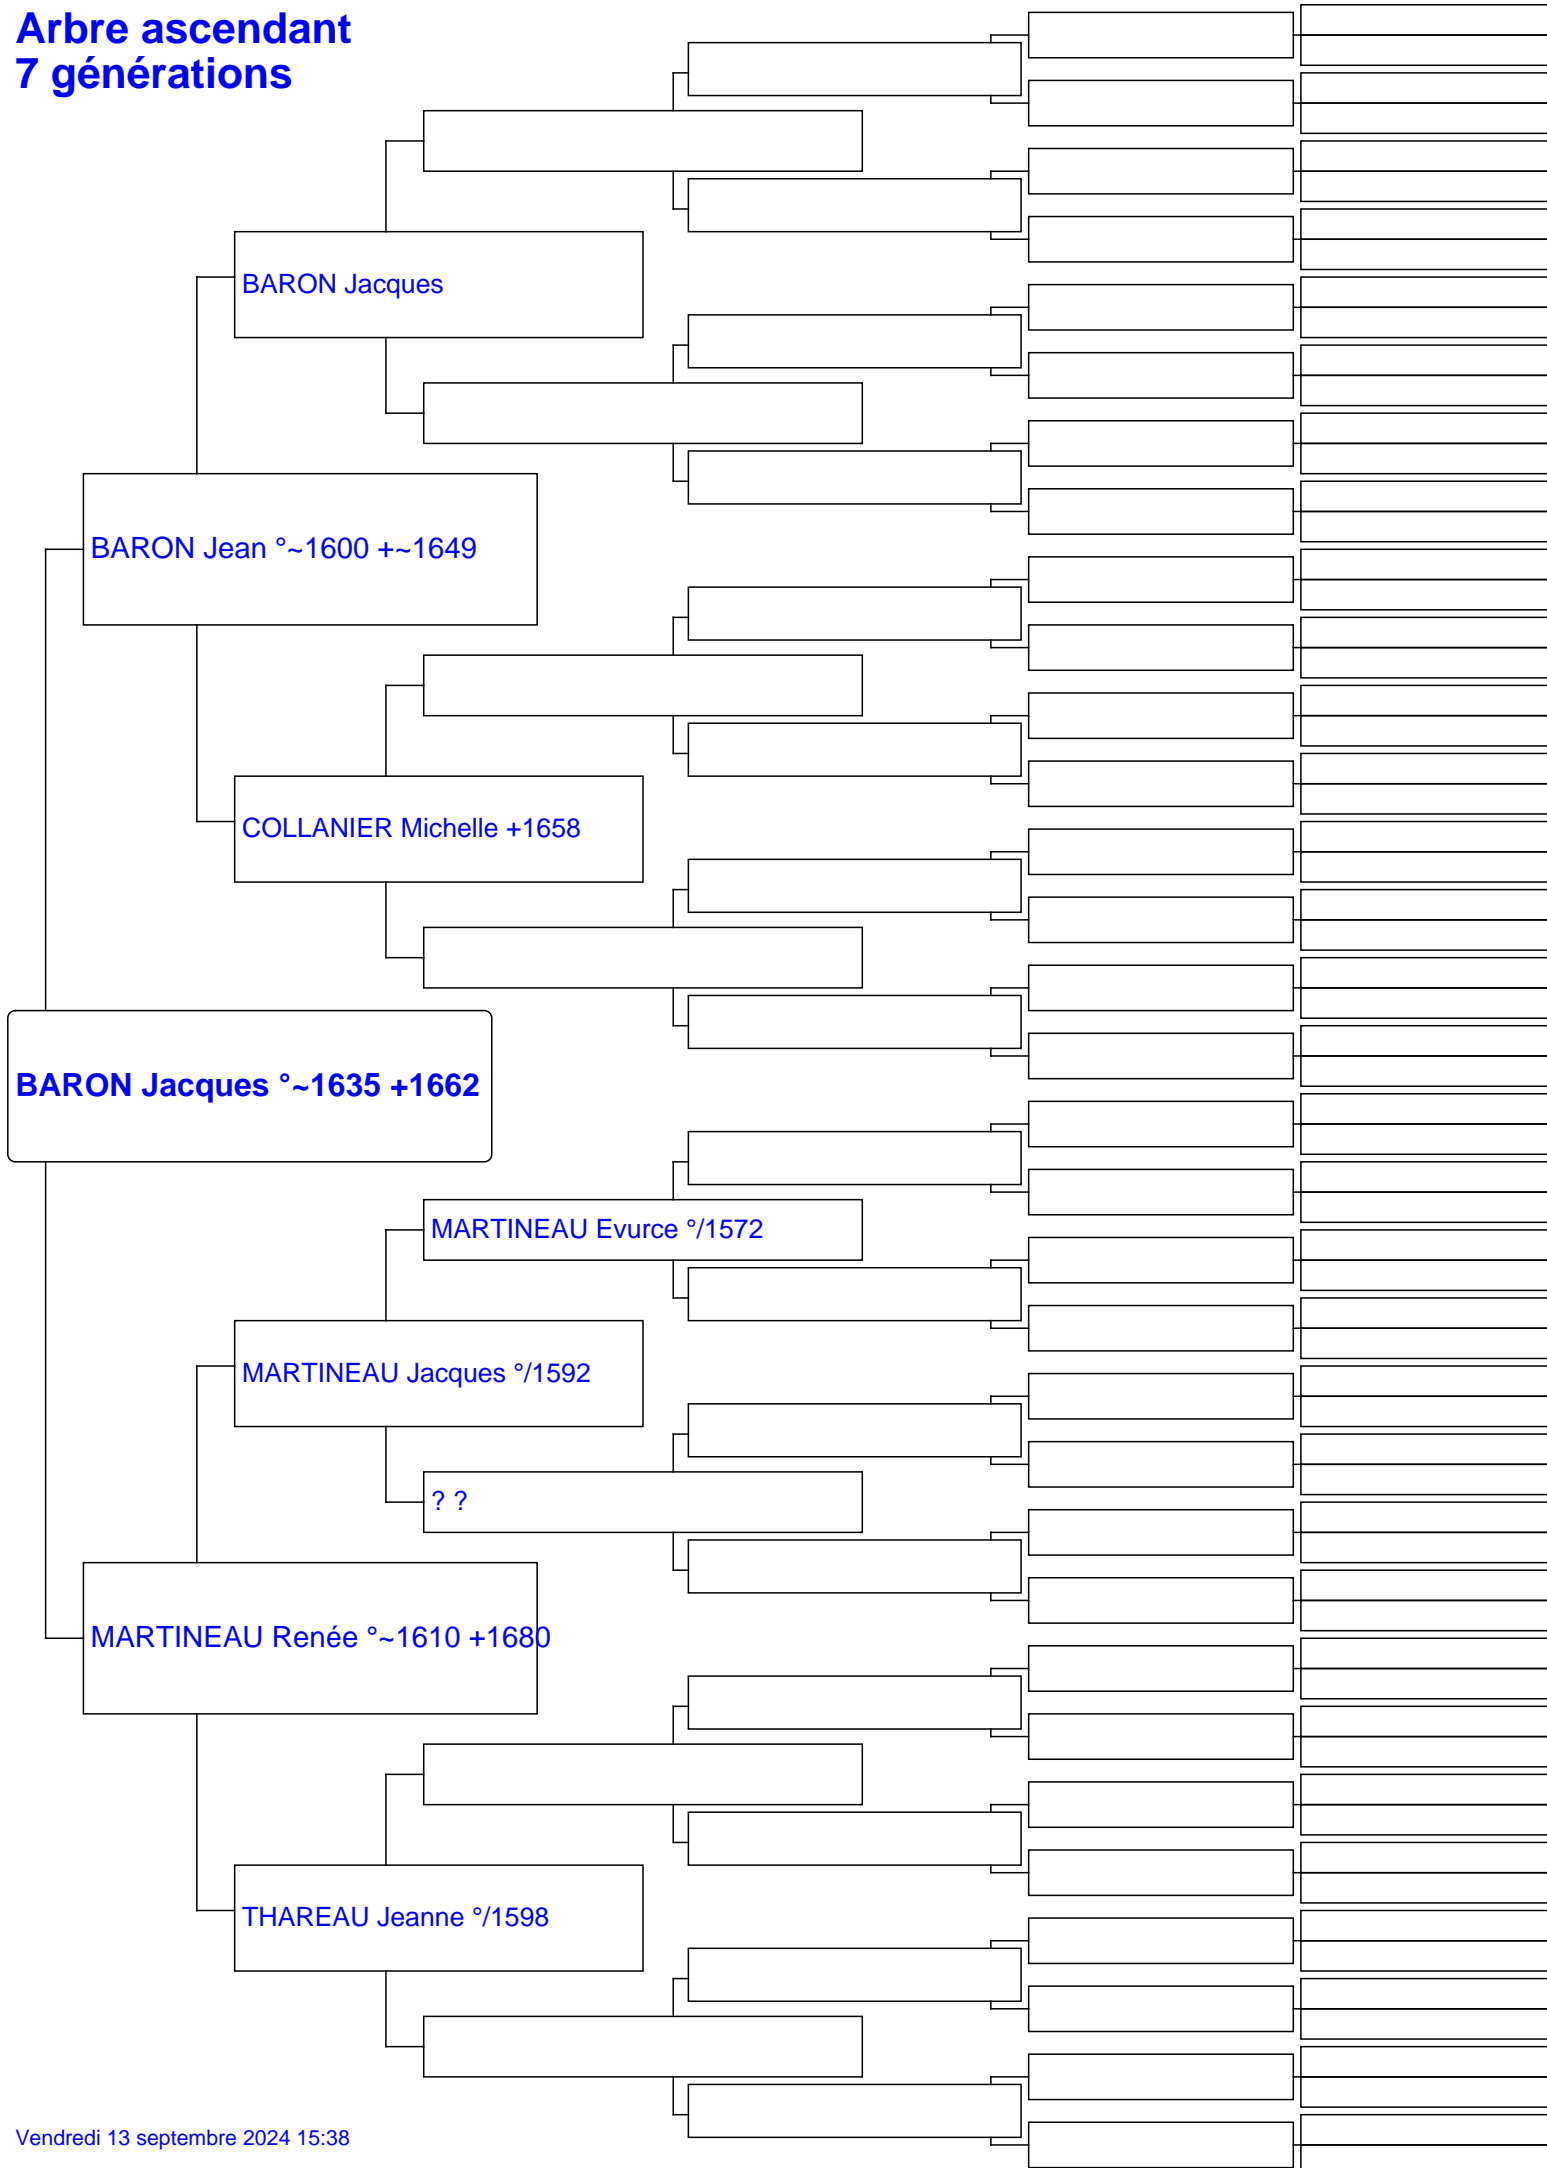 Arbre ascendant
7 générations
BARON Jacques
BARON Jean °~1600 +~1649
COLLANIER Michelle +1658
BARON Jacques °~1635 +1662
MARTINEAU Evurce °/1572
MARTINEAU Jacques °/1592
? ?
MARTINEAU Renée °~1610 +1680
THAREAU Jeanne °/1598
Vendredi 13 septembre 2024 15:38